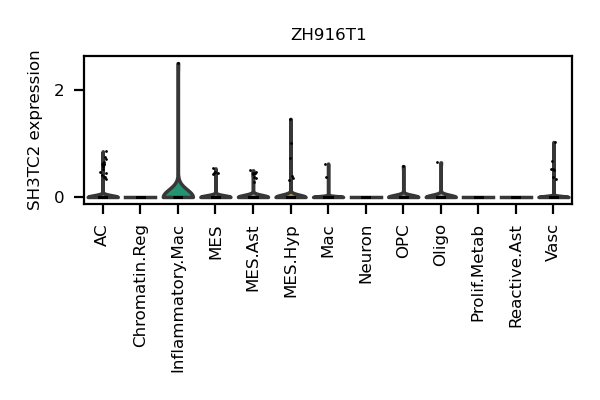 ZH916T1
SH3TC2 expression
2
0
AC
Chromatin.Reg
Inflammatory.Mac
MES
MES.Ast
MES.Hyp
Mac
Neuron
OPC
Oligo
Prolif.Metab
Reactive.Ast
Vasc